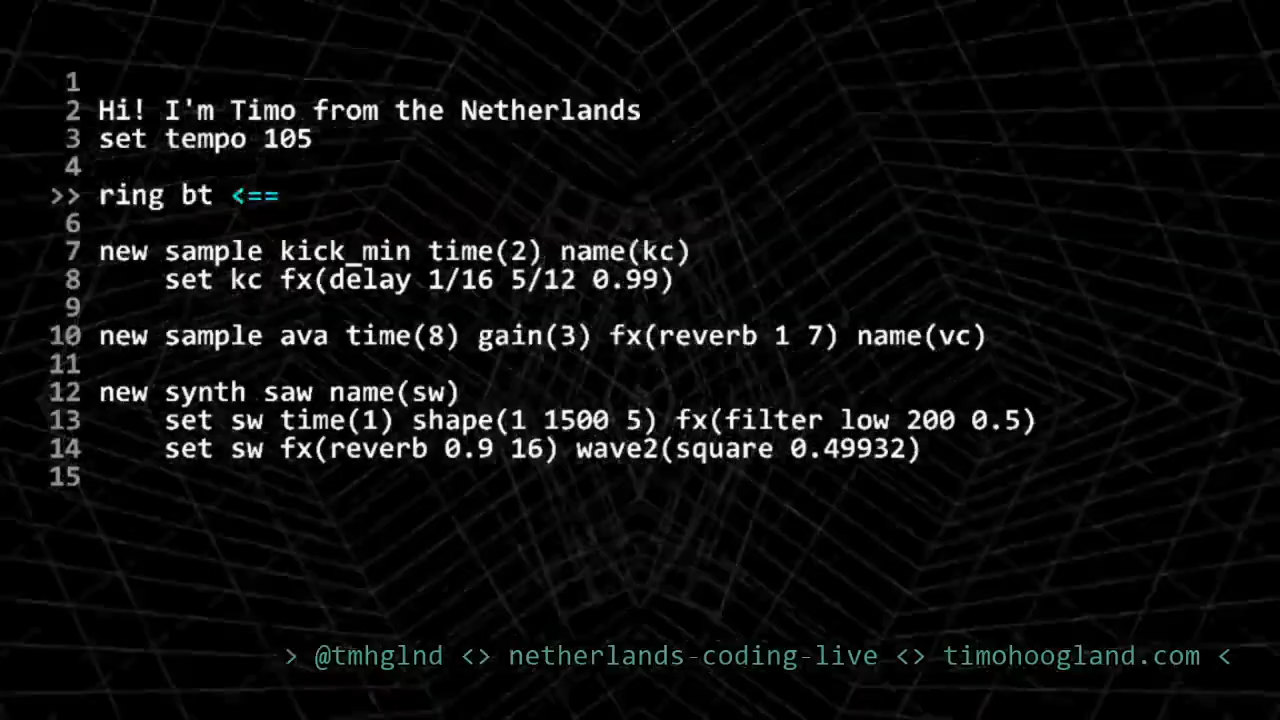 1
2 Hi! I'm Timo from the Netherlands
3 set tempo 105
4
>> ring bt <==
6
7 new sample kick_min time(2) name(kc)
8 set kc fx(delay 1/16 5/12 0.99)
9
10 new sample ava time(8) gain(3) fx(reverb 1 7) name(vc)
11
12 new synth saw name(sw)
13 set sw time(1) shape(1 1500 5) fx(filter low 200 0.5)
14 set sw fx(reverb 0.9 16) wave2(square 0.49932)
15
> @tmhglnd <> netherlands-coding-live <> timohoogland.com <